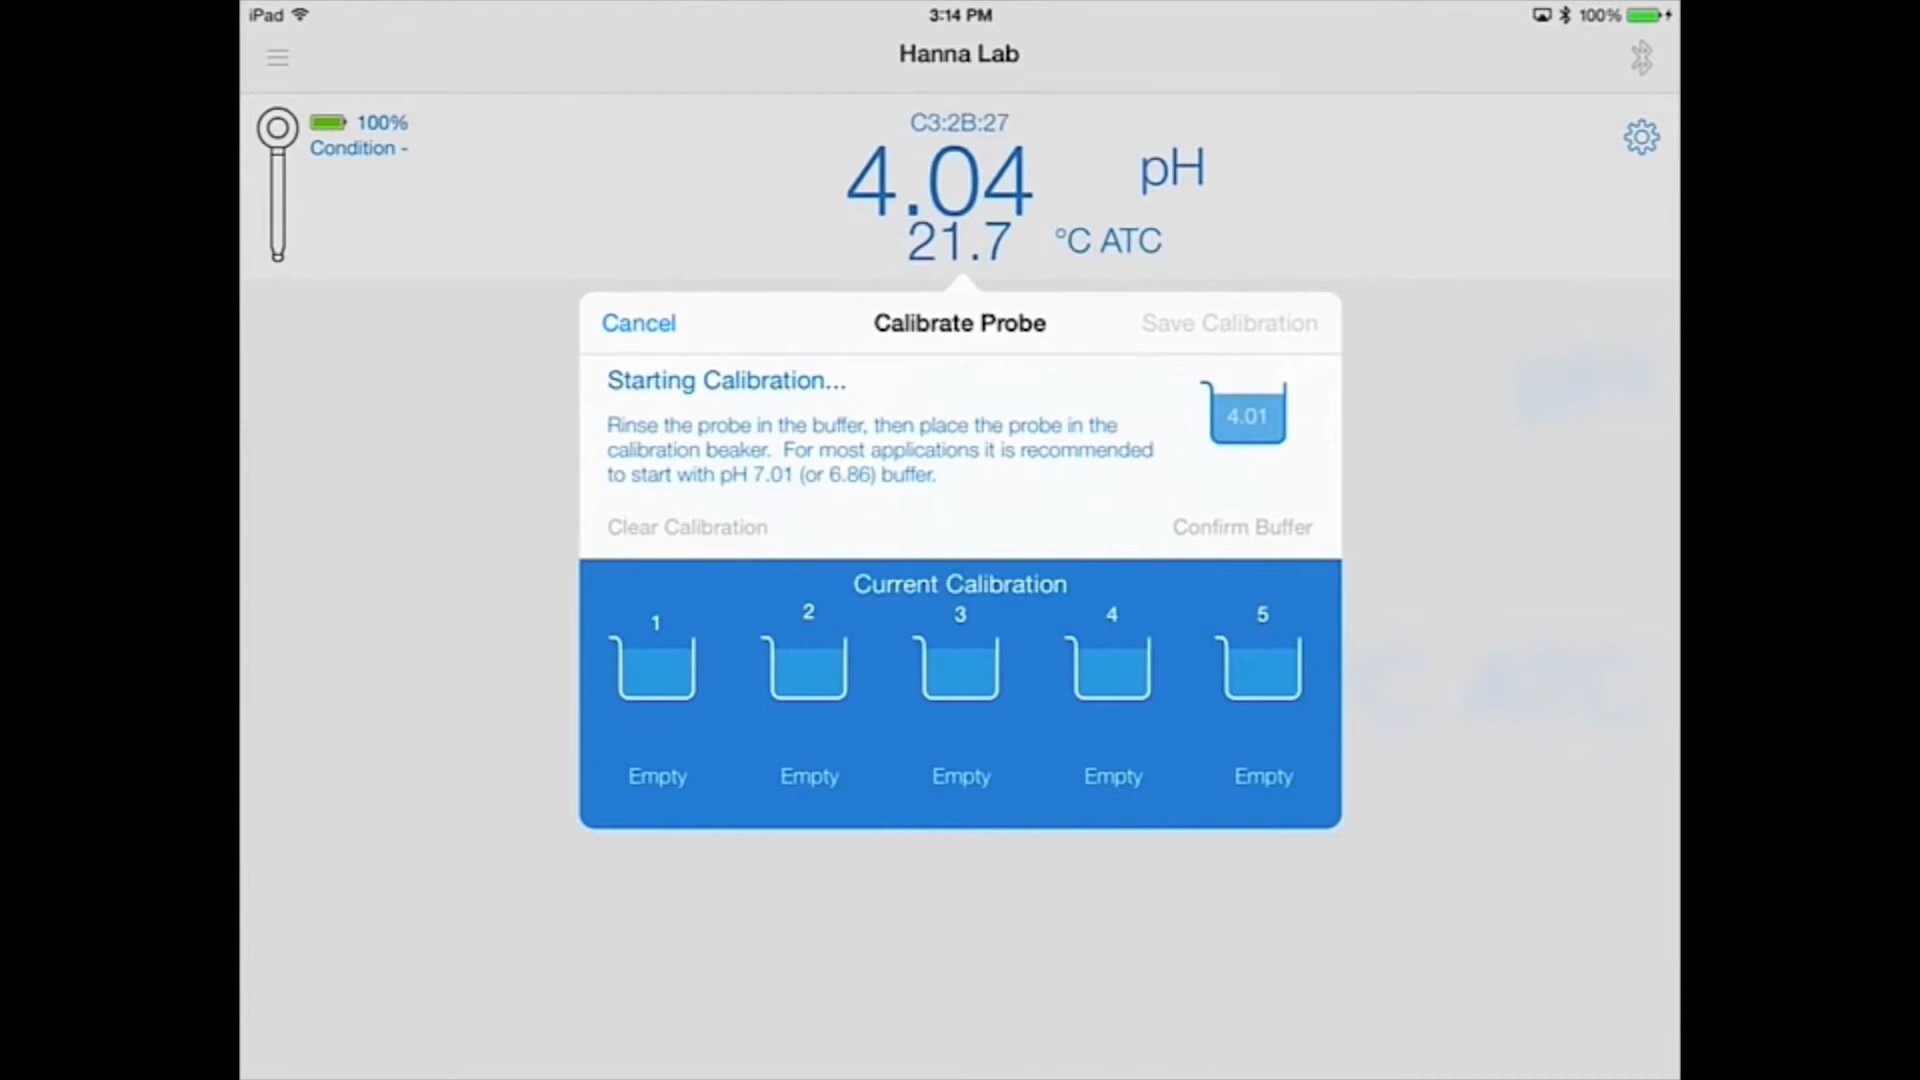 iPad
3:14 PM
100%
Hanna Lab
100%
Condition -
C3:2B:27
4.04 pH
21.7 °C ATC
Cancel
Calibrate Probe
Save Calibration
Starting Calibration...
4.01
Rinse the probe in the buffer, then place the probe in the
calibration beaker. For most applications it is recommended
to start with pH 7.01 (or 6.86) buffer.
Clear Calibration
Confirm Buffer
Current Calibration
1 2 3 4 5
Empty Empty Empty Empty Empty